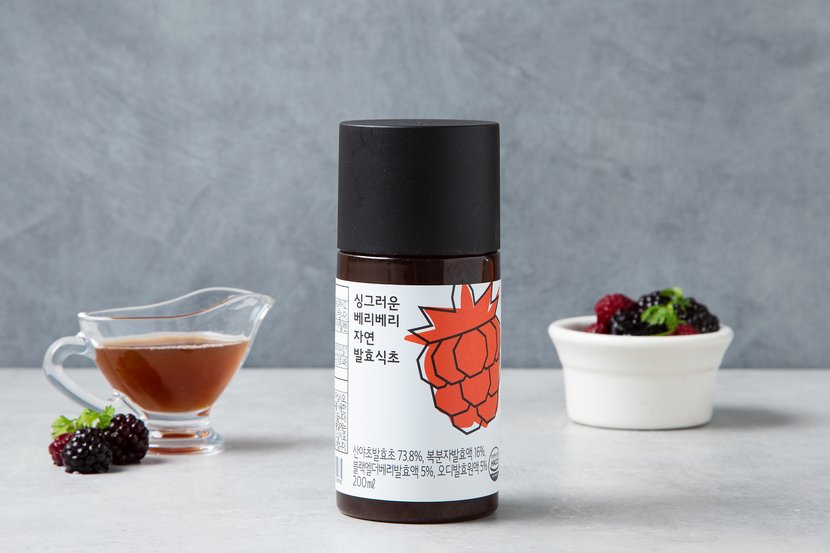 싱그러운
베리베리
자연
발효식초
산야초발효초 73.8%, 복분자발효액 16%,
블랙엘더베리발효액 5%, 오디발효원액 5%
200ml